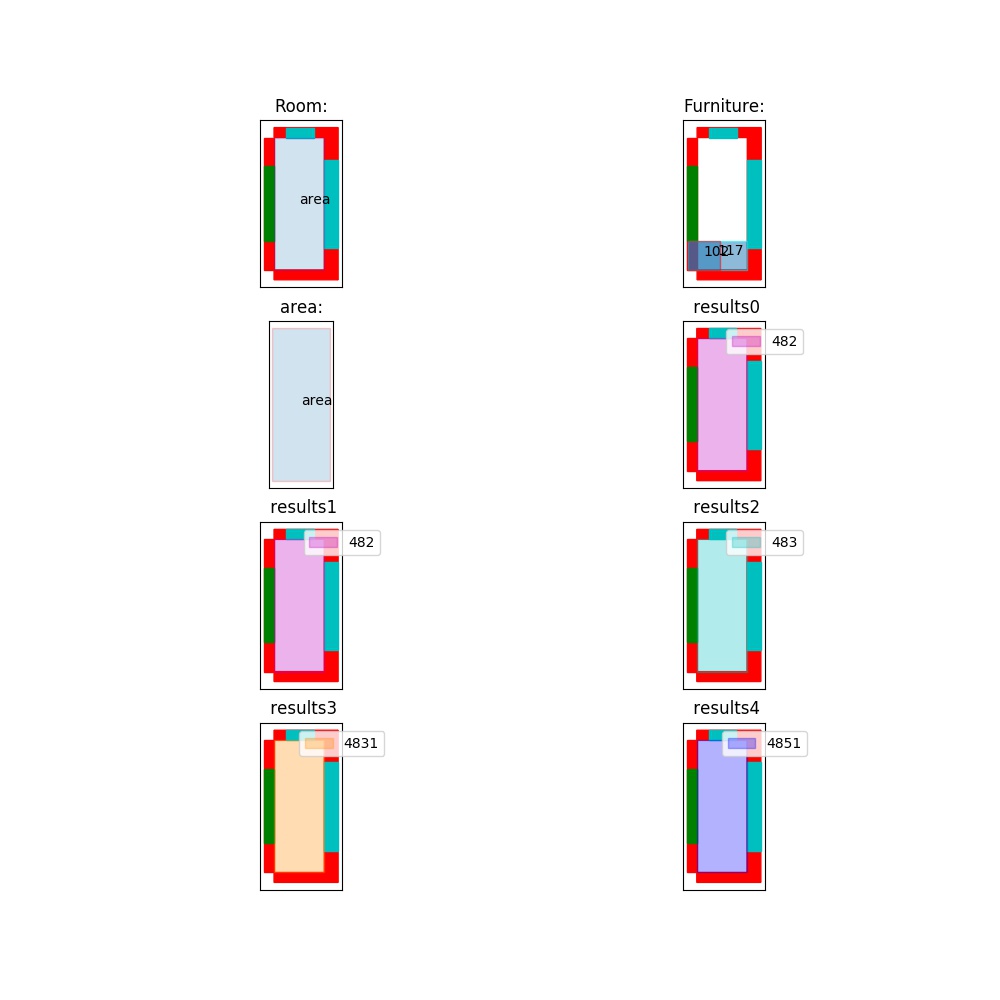 Room:
Furniture:
area
102
117
area:
results0
482
area
results1
results2
482
483
results3
results4
4831
4851